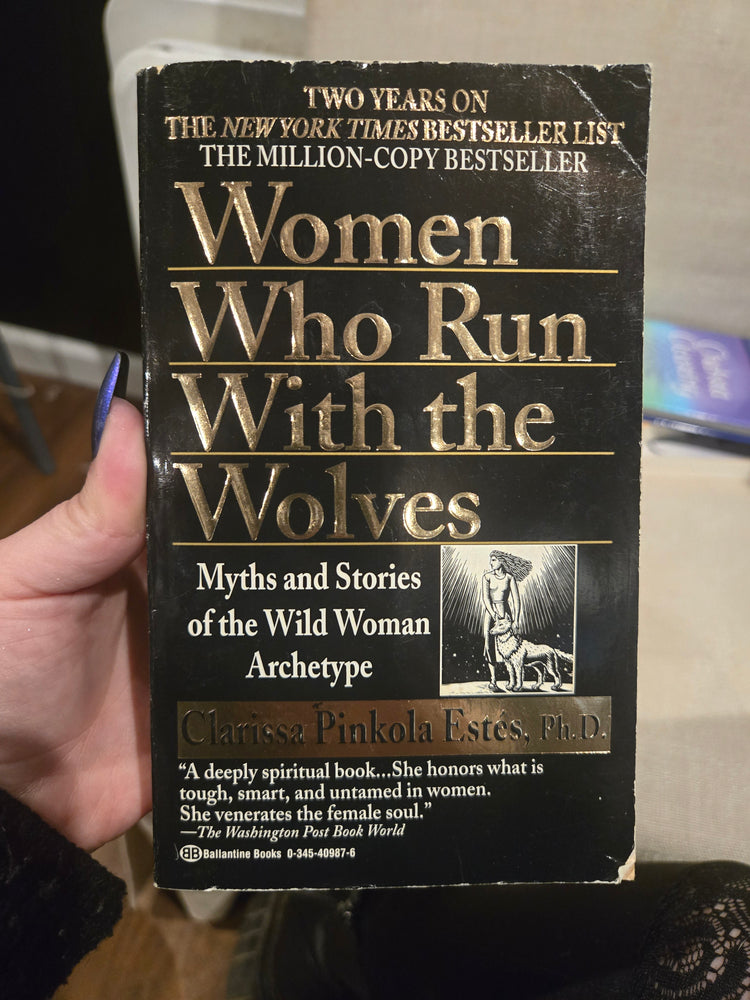 TWO YEARS ON
THE NEW YORK TIMES BESTSELLER LIST
THE MILLION-COPY BESTSELLER
Women
Who Run
With the
Wolves
Myths and Stories
of the Wild Woman
Archetype
Clarissa Pinkola Estés, Ph.D.
“A deeply spiritual book...She honors what is
tough, smart, and untamed in women.
She venerates the female soul.”
—The Washington Post Book World
BB Ballantine Books 0-345-40987-6